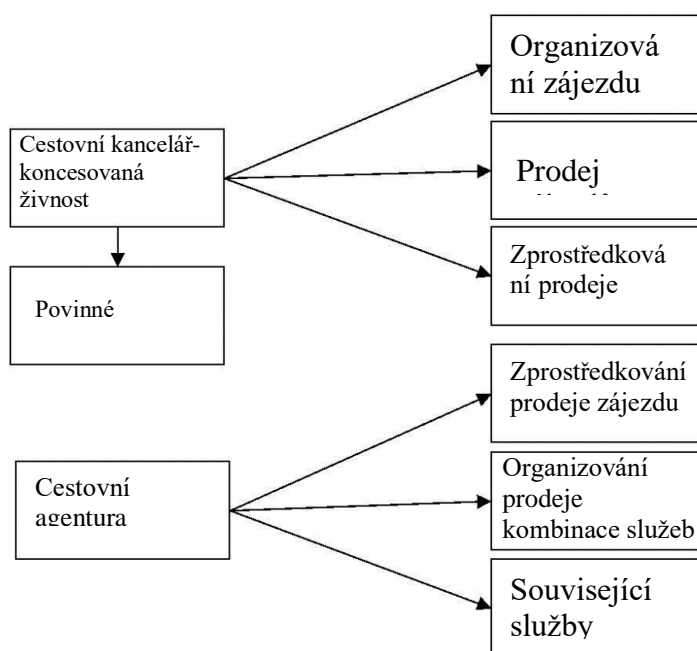 Organizová
ní zájezdu
Cestovní kancelář-
koncesovaná
živnost
Prodej
Zprostředková
ní prodeje
Povinné
Zprostředkování
prodeje zájezdu
Cestovní
agentura
Organizování
prodeje
kombinace služeb
Související
služby